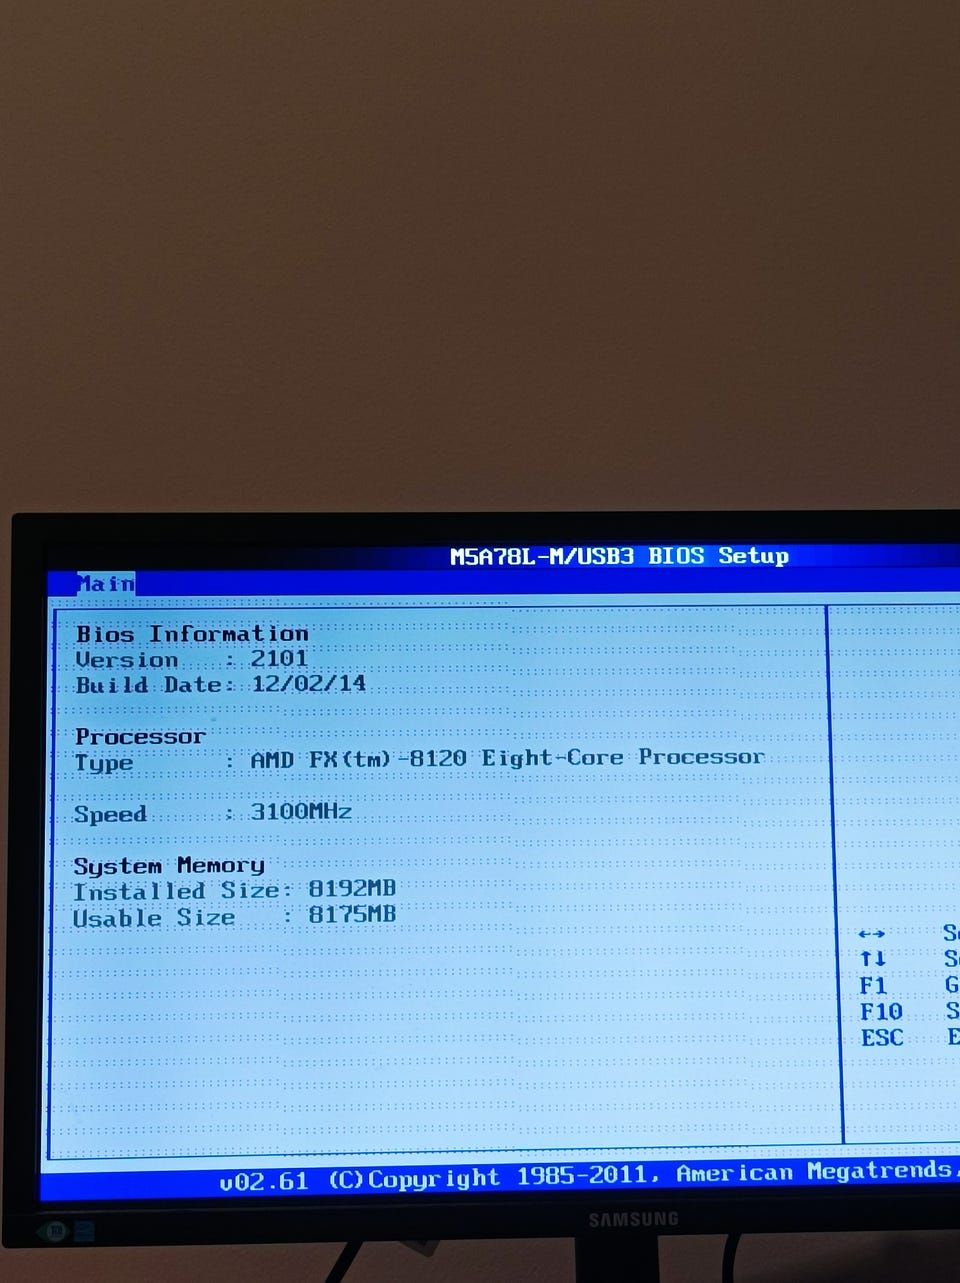 M5A78L-M/USB3 BIOS Setup
Main
Bios Information
Version : 2101
Build Date: 12/02/14
Processor
Type : AMD FX(tm)-8120 Eight-Core Processor
Speed : 3100MHz
System Memory
Installed Size: 8192MB
Usable Size : 8175MB
←→
↑↓
F1 G
F10 S
ESC E
v02.61 (C)Copyright 1985-2011, American Megatrends,
SAMSUNG